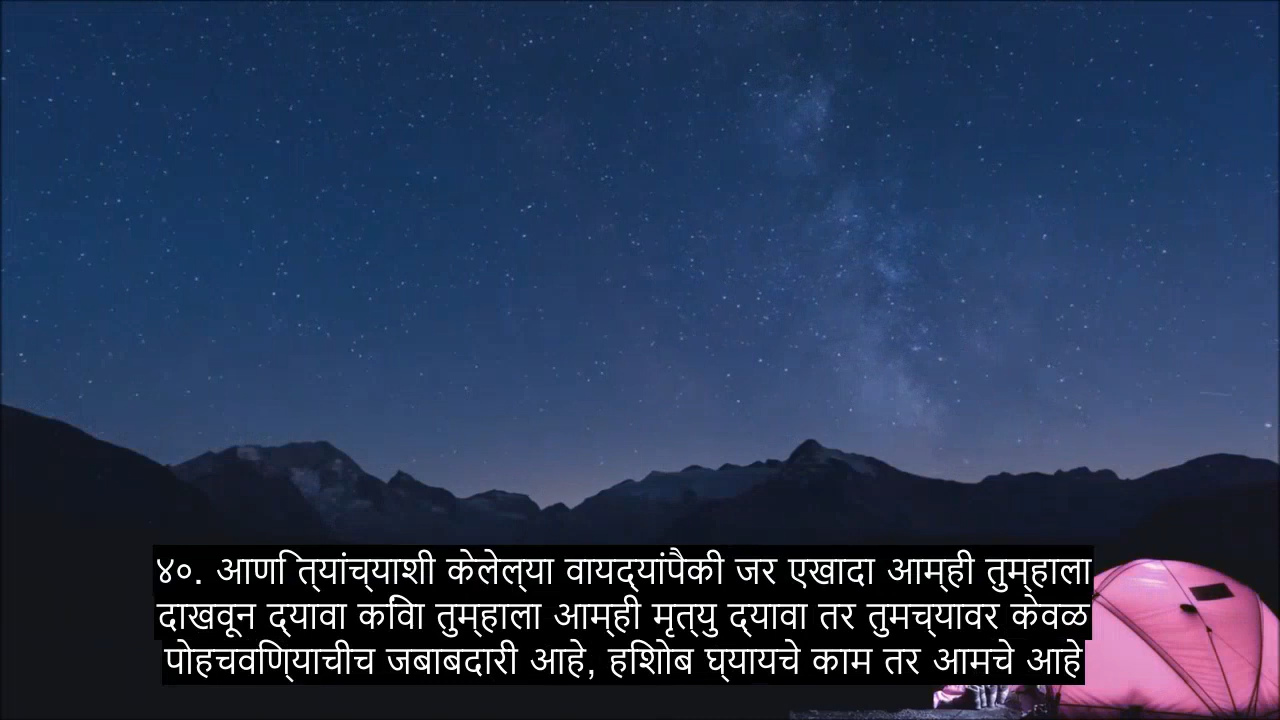 ४०. आणि त्यांच्याशी केलेल्या वायद्यांपैकी जर एखादा आम्ही तुम्हाला
दाखवून द्यावा किंवा तुम्हाला आम्ही मृत्यु द्यावा तर तुमच्यावर केवळ
पोहचवण्याचीच जबाबदारी आहे, हिशोब घ्यायचे काम तर आमचे आहे